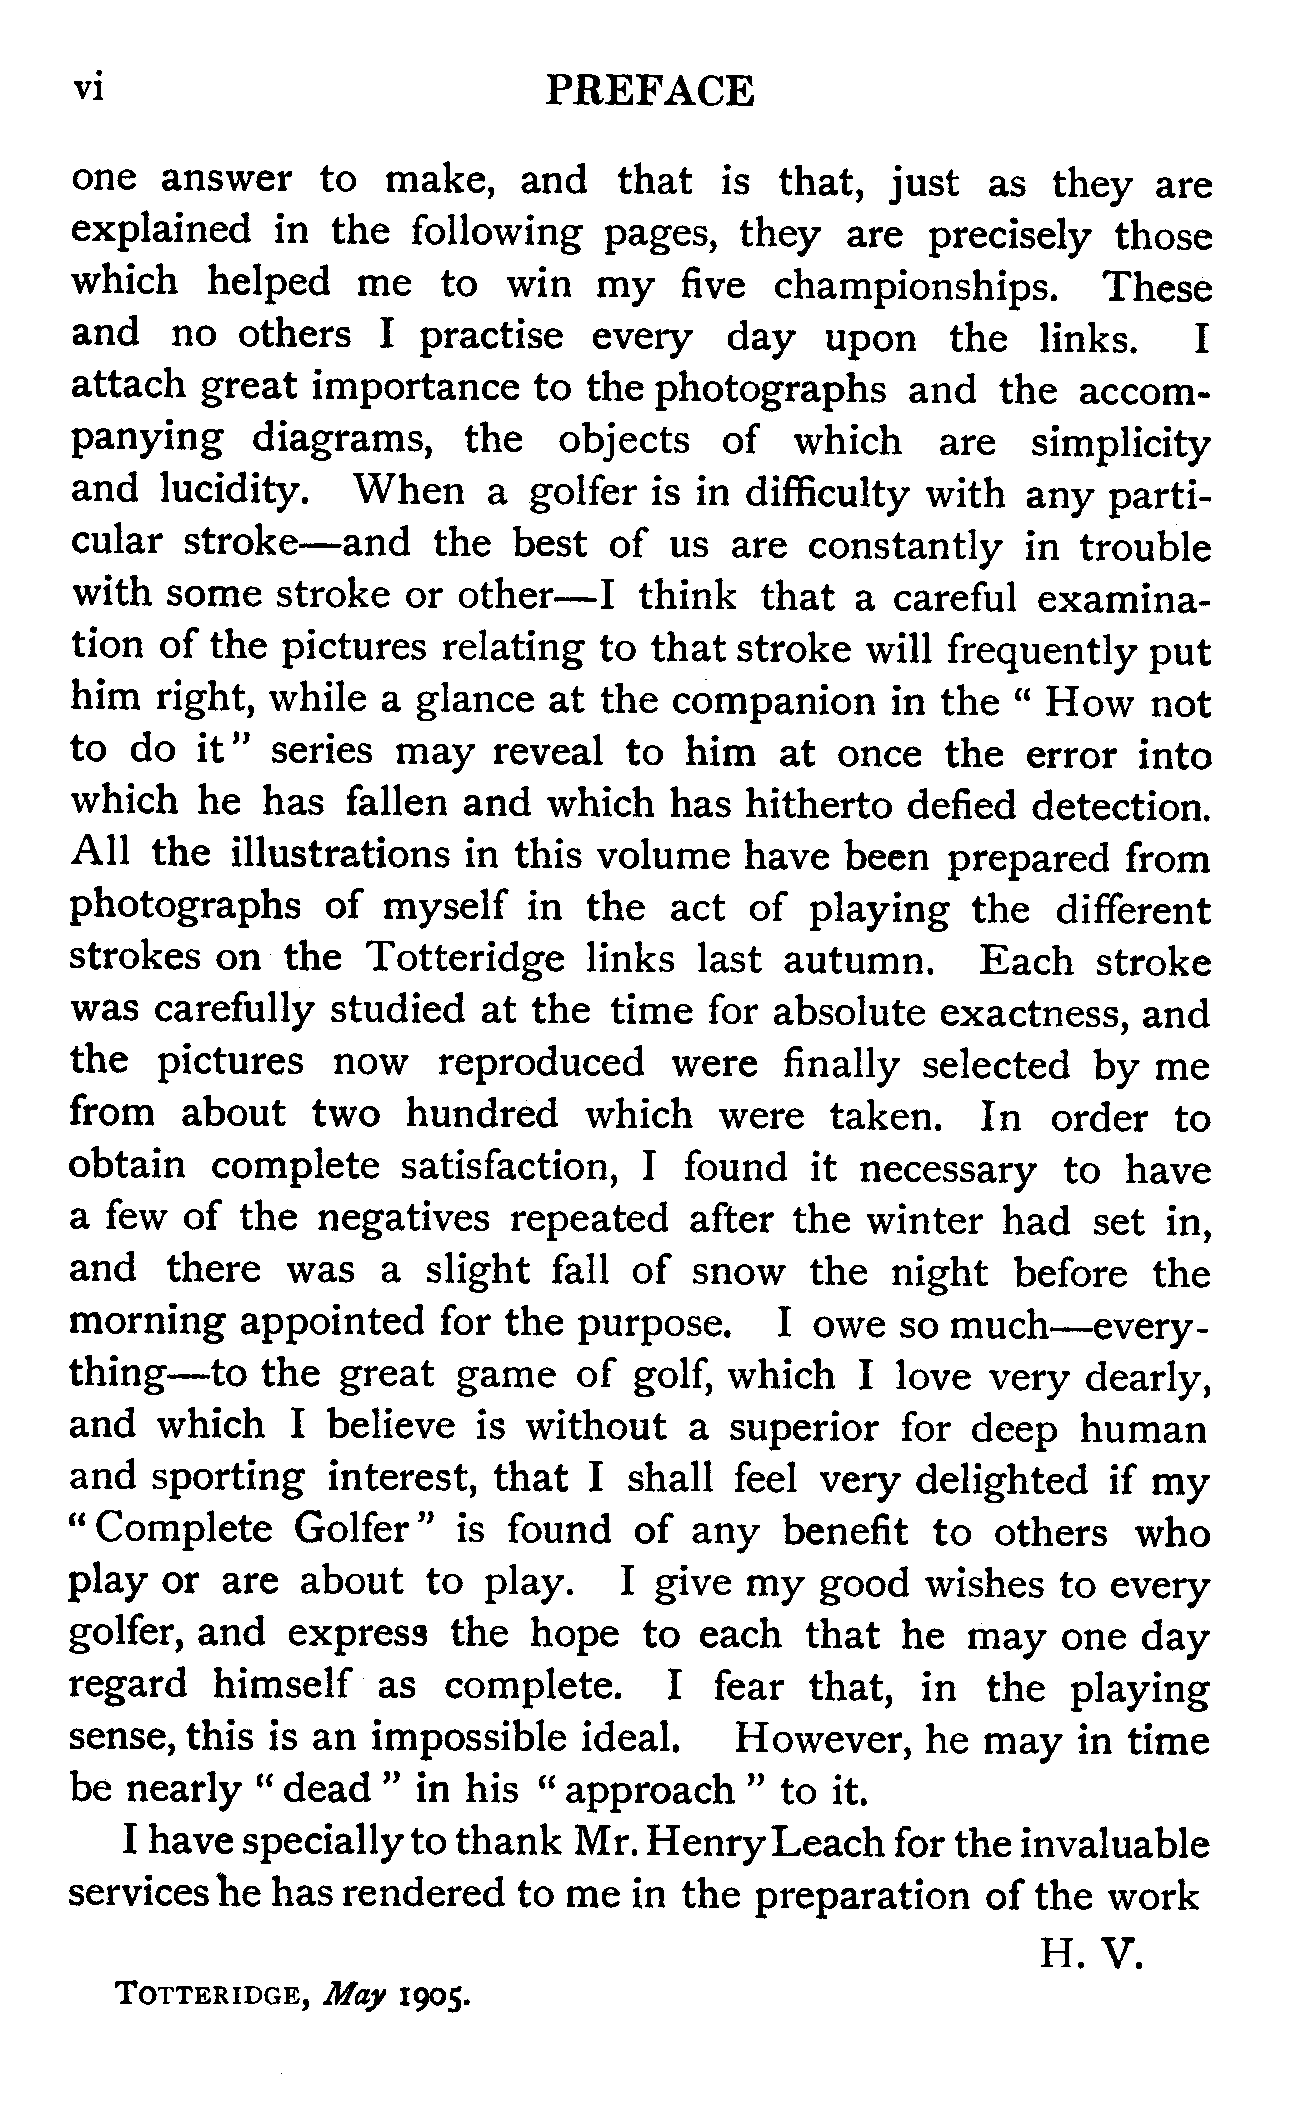 vi PREFACE
one answer to make, and that is that, just as they are
explained in the following pages, they are precisely those
which helped me to win my five championships. These
and no others I practise every day upon the links. I
attach great importance to the photographs and the accom-
panying diagrams, the objects of which are simplicity
and lucidity. When a golfer is in difficulty with any parti-
cular stroke—and the best of us are constantly in trouble
with some stroke or other—I think that a careful examina-
tion of the pictures relating to that stroke will frequently put
him right, while a glance at the companion in the “ How not
to do it” series may reveal to him at once the error into
which he has fallen and which has hitherto defied detection.
All the illustrations in this volume have been prepared from
photographs of myself in the act of playing the different
strokes on the Totteridge links last autumn. Each stroke
was carefully studied at the time for absolute exactness, and
the pictures now reproduced were finally selected by me
from about two hundred which were taken. In order to
obtain complete satisfaction, I found it necessary to have
a few of the negatives repeated after the winter had set in,
and there was a slight fall of snow the night before the
morning appointed for the purpose. I owe so much—every-
thing—to the great game of golf, which I love very dearly,
and which I believe is without a superior for deep human
and sporting interest, that I shall feel very delighted if my
“ Complete Golfer” is found of any benefit to others who
play or are about to play. I give my good wishes to every
golfer, and express the hope to each that he may one day
regard himself as complete. I fear that, in the playing
sense, this is an impossible ideal. However, he may in time
be nearly “ dead ” in his “ approach ” to it.
I have specially to thank Mr. Henry Leach for the invaluable
services he has rendered to me in the preparation of the work
H. V.
TOTTERIDGE, May 1905.